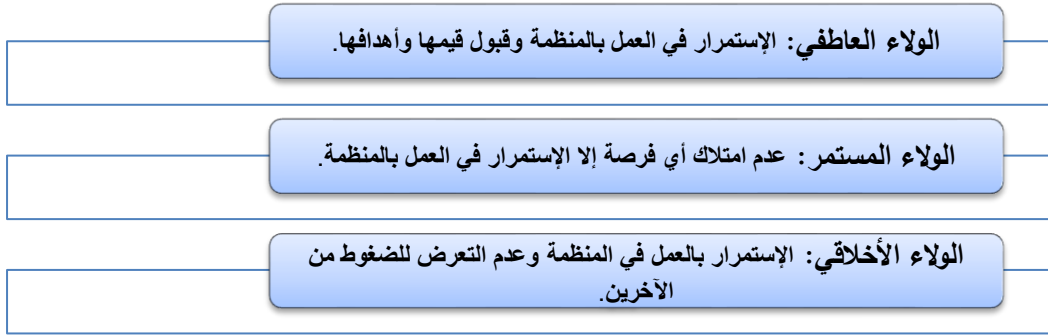 الولاء العاطفي: الإستمرار في العمل بالمنظمة وقبول قيمها وأهدافها.
الولاء المستمر: عدم امتلاك أي فرصة إلا الإستمرار في العمل بالمنظمة.
الولاء الأخلاقي: الإستمرار بالعمل في المنظمة وعدم التعرض للضغوط من
الآخرين.